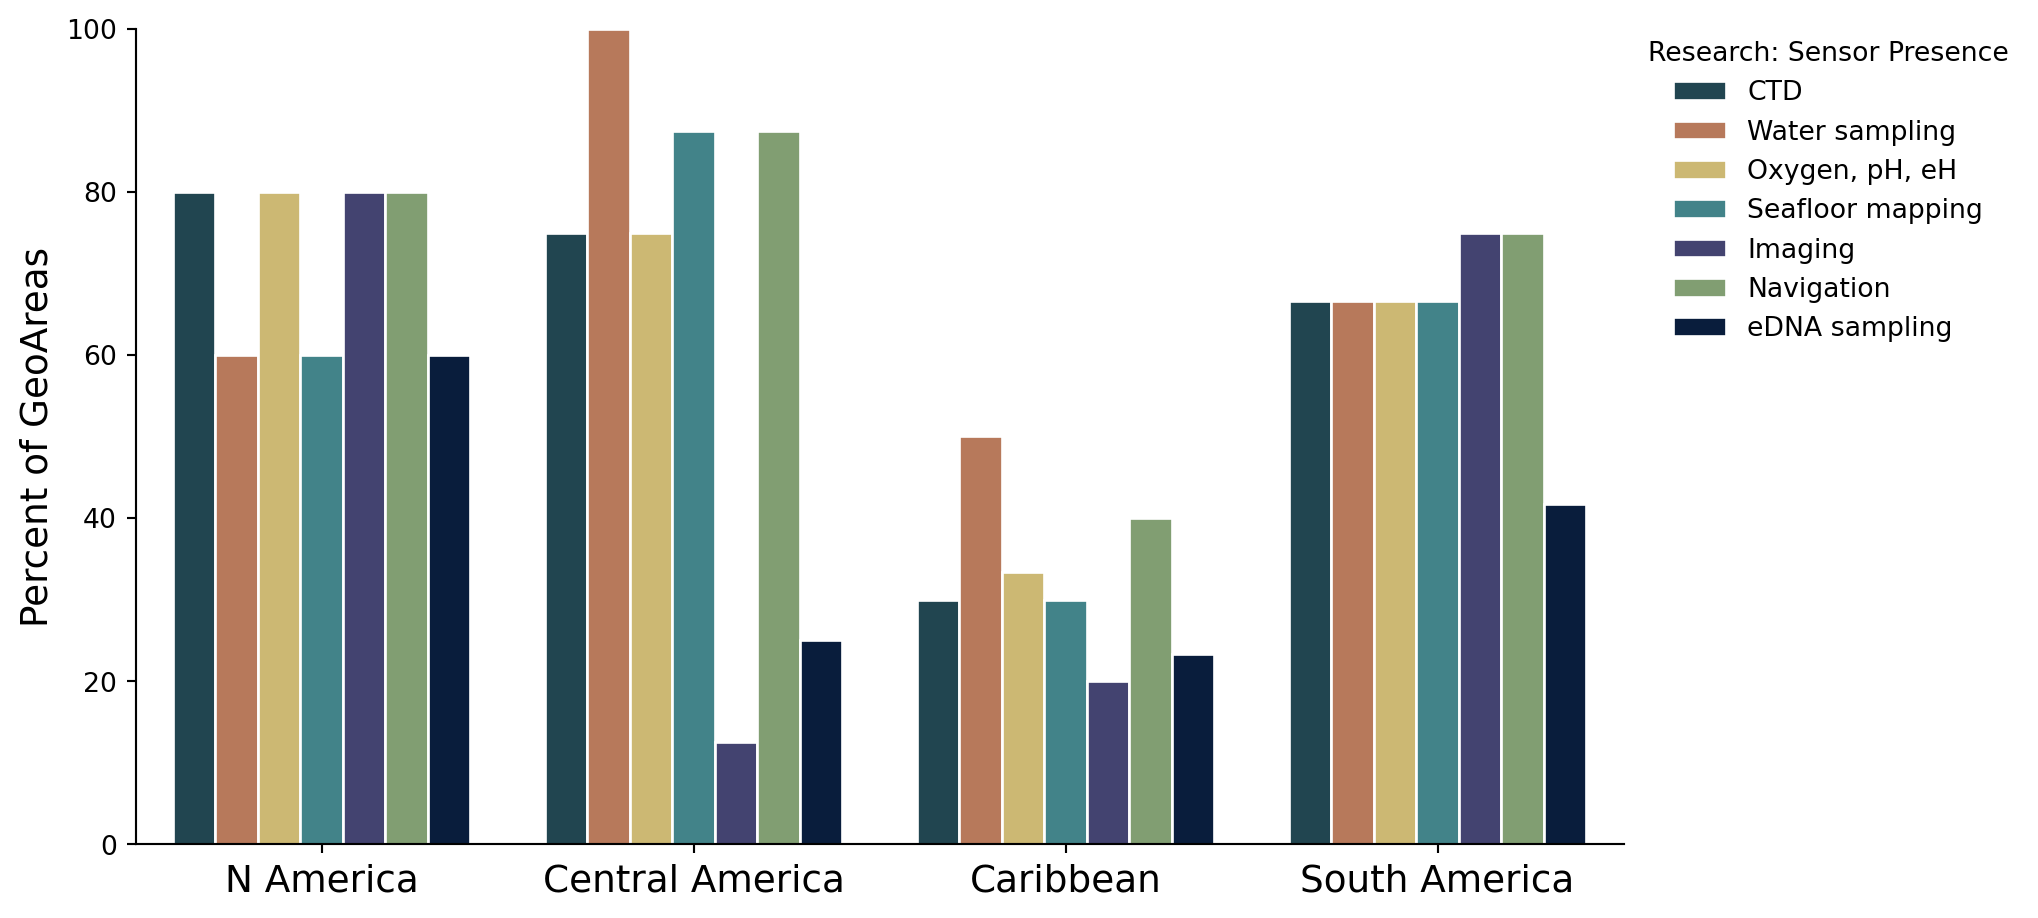 Percent of GeoAreas
100
80
60
40
20
0
N America
Central America
Caribbean
South America
Research: Sensor Presence
CTD
Water sampling
Oxygen, pH, eH
Seafloor mapping
Imaging
Navigation
eDNA sampling